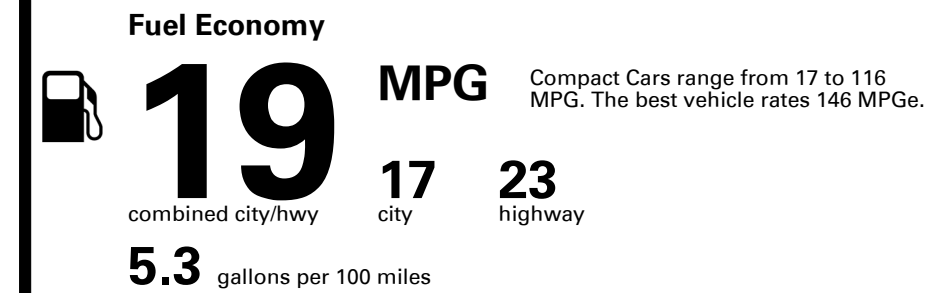 Fuel Economy
19 MPG
Compact Cars range from 17 to 116
MPG. The best vehicle rates 146 MPGe.
17 23
combined city/hwy city highway
5.3 gallons per 100 miles